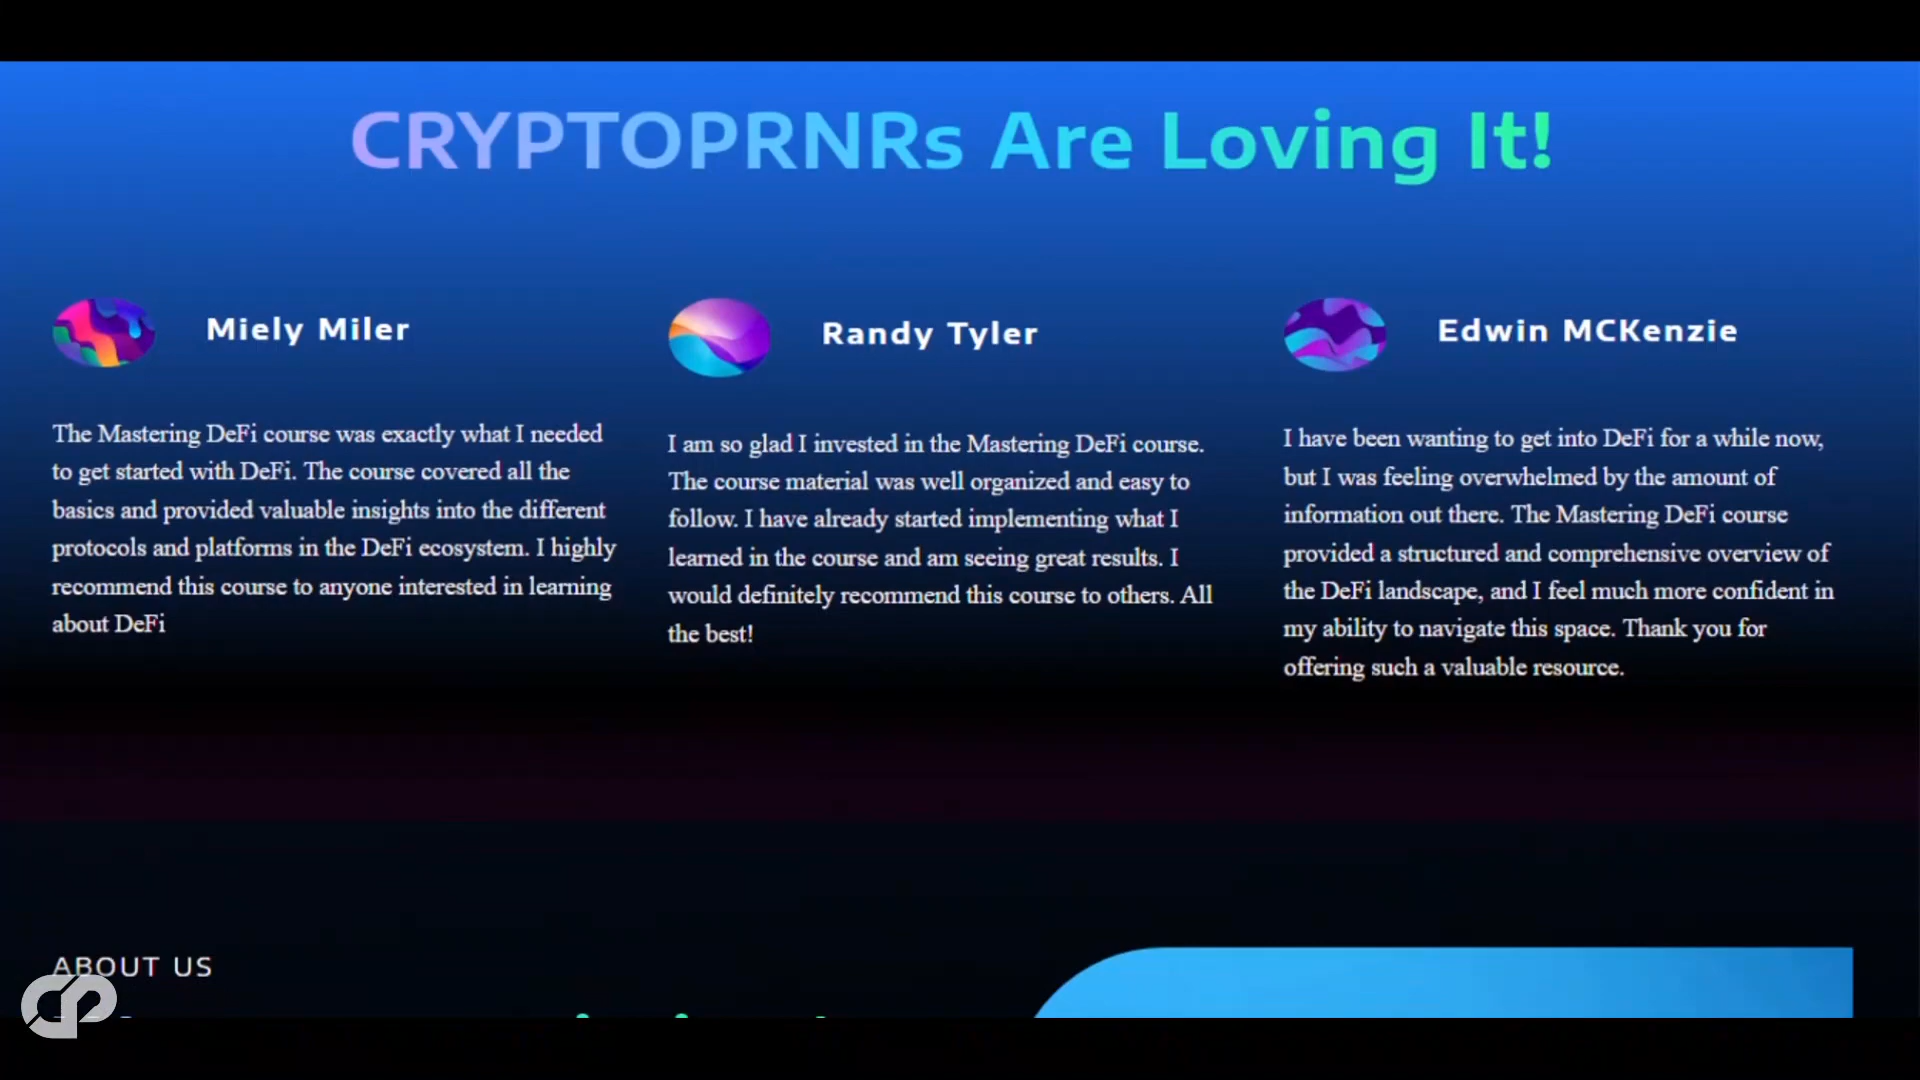 CRYPTOPRNRs Are Loving It!
Miely Miler
The Mastering DeFi course was exactly what I needed
to get started with DeFi. The course covered all the
basics and provided valuable insights into the different
protocols and platforms in the DeFi ecosystem. I highly
recommend this course to anyone interested in learning
about DeFi
Randy Tyler
I am so glad I invested in the Mastering DeFi course.
The course material was well organized and easy to
follow. I have already started implementing what I
learned in the course and am seeing great results. I
would definitely recommend this course to others. All
the best!
Edwin MCKenzie
I have been wanting to get into DeFi for a while now,
but I was feeling overwhelmed by the amount of
information out there. The Mastering DeFi course
provided a structured and comprehensive overview of
the DeFi landscape, and I feel much more confident in
my ability to navigate this space. Thank you for
offering such a valuable resource.
ABOUT US